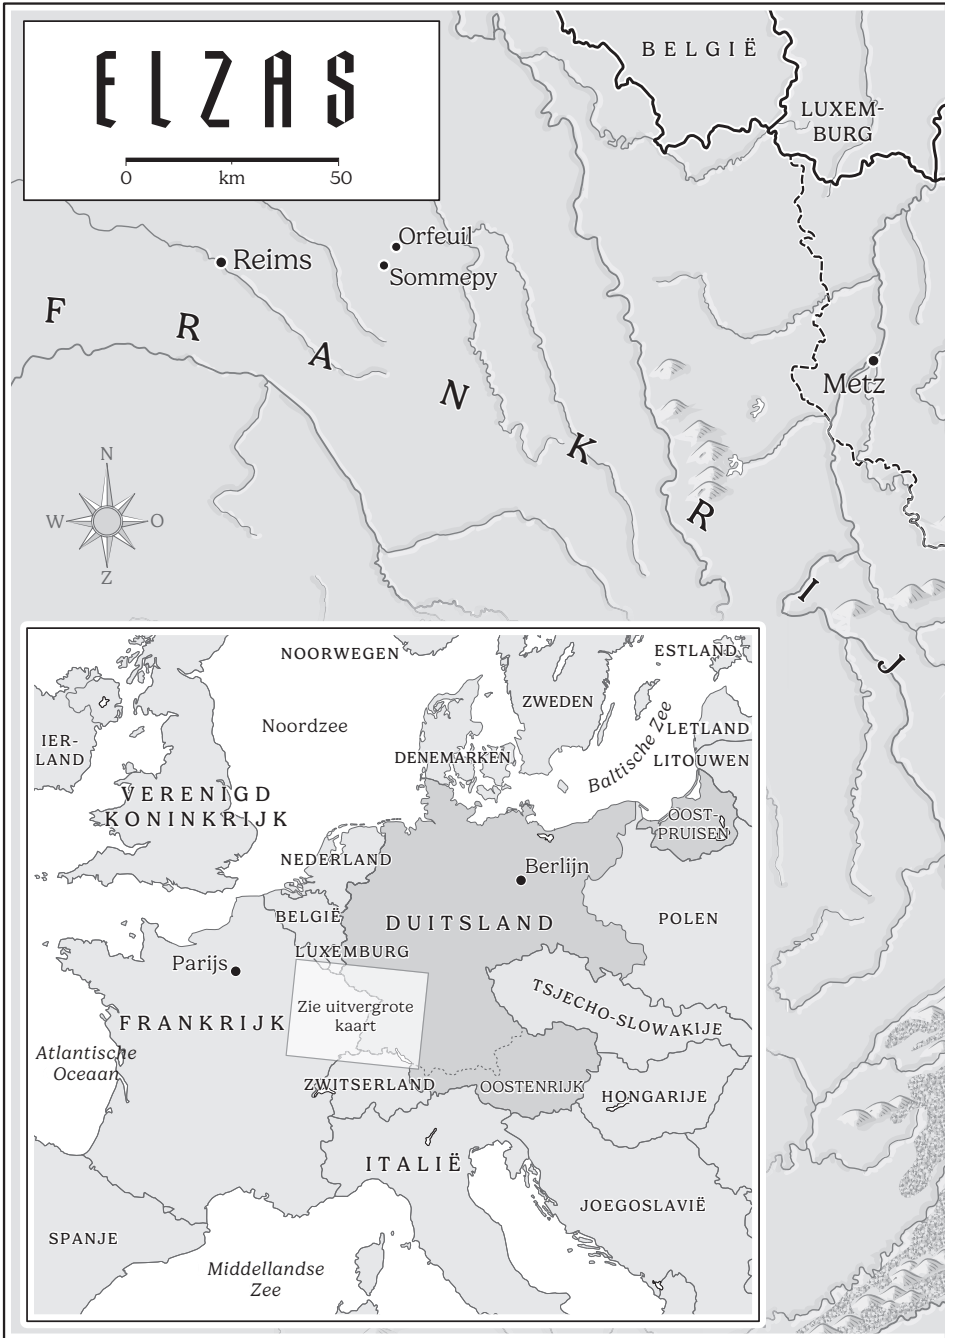 ELZAS
0 km 50
BELGIË
LUXEM-
BURG
Orfeuil
Reims
Sommepy
FRANKRIJ
Metz
N
W O
Z
NOORWEGEN
ESTLAND
ZWEDEN
Noordzee
Baltische Zee
LETLAND
IER-
LAND
DENEMARKEN
LITOUWEN
VERENIGD
KONINKRIJK
OOST-
PRUISEN
NEDERLAND
Berlijn
BELGIË
DUITSLAND
POLEN
LUXEMBURG
Parijs
TSJECHO-SLOWAKIJE
Zie uitvergrote
kaart
FRANKRIJK
Atlantische
Oceaan
ZWITSERLAND
OOSTENRIJK
HONGARIJE
ITALIË
JOEGOSLAVIË
SPANJE
Middellandse
Zee